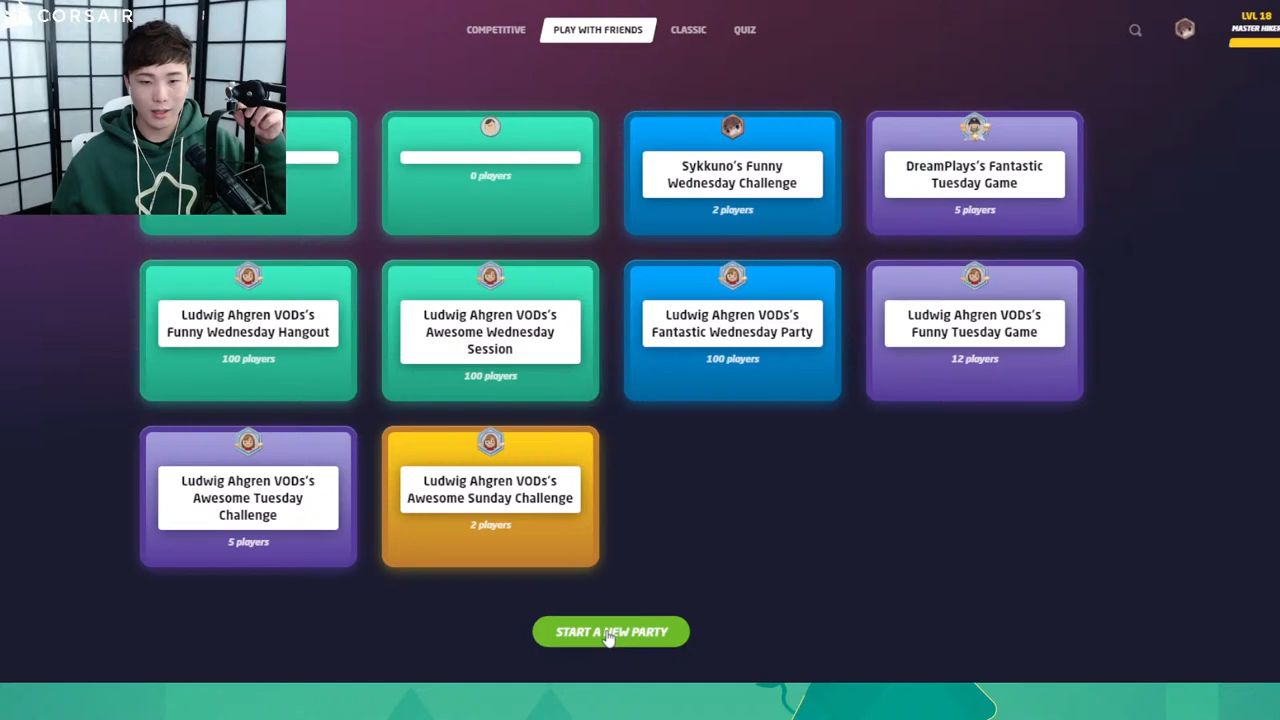 CORSAIR
COMPETITIVE
PLAY WITH FRIENDS
CLASSIC
QUIZ
LVL 18
MASTER HIKER
0 players
Sykkuno's Funny
Wednesday Challenge
2 players
DreamPlays's Fantastic
Tuesday Game
5 players
Ludwig Ahgren VODs's
Funny Wednesday Hangout
100 players
Ludwig Ahgren VODs's
Awesome Wednesday
Session
100 players
Ludwig Ahgren VODs's
Fantastic Wednesday Party
100 players
Ludwig Ahgren VODs's
Funny Tuesday Game
12 players
Ludwig Ahgren VODs's
Awesome Tuesday
Challenge
5 players
Ludwig Ahgren VODs's
Awesome Sunday Challenge
2 players
START A NEW PARTY